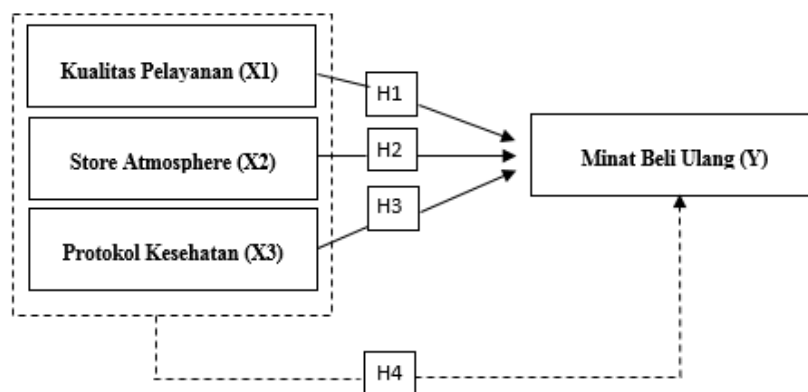 Kualitas Pelayanan (X1)
H1
Store Atmosphere (X2)
H2
Minat Beli Ulang (Y)
H3
Protokol Kesehatan (X3)
H4